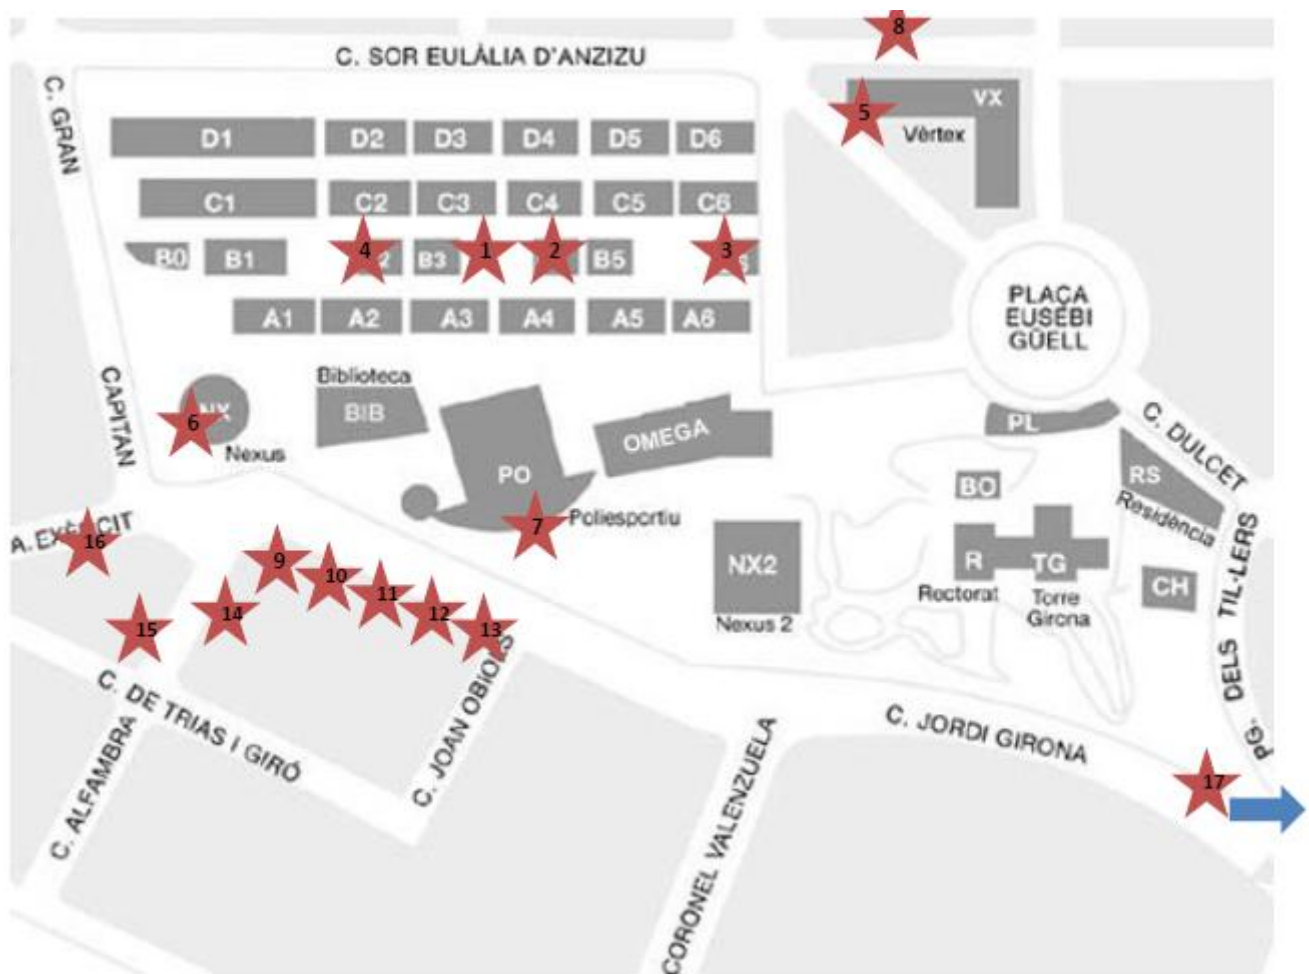 8
C. SOR EULÀLIA D'ANZIZU
C. GRAN
CAPITAN
5
VX
Vèrtex
D1 D2 D3 D4 D5 D6
C1 C2 C3 C4 C5 C6
4 1 2 3
B0 B1 2 B3 B5
A1 A2 A3 A4 A5 A6
PLAÇA
EUSEBI
GÜELL
Biblioteca
BIB
6
NX
Nexus
OMEGA
PO
7
Poliesportiu
PL
C. DULCET
RS
Residència
BO
R
TG
Rectorat
Torre
Girona
CH
NX2
Nexus 2
PG. DELS TIL·LERS
A. EXÈRCIT
16
9
10
11
12
13
14
15
C. DE TRIAS I GIRÓ
C. ALFAMBRA
C. JOAN OBIOLS
CORONEL VALENZUELA
C. JORDI GIRONA
17